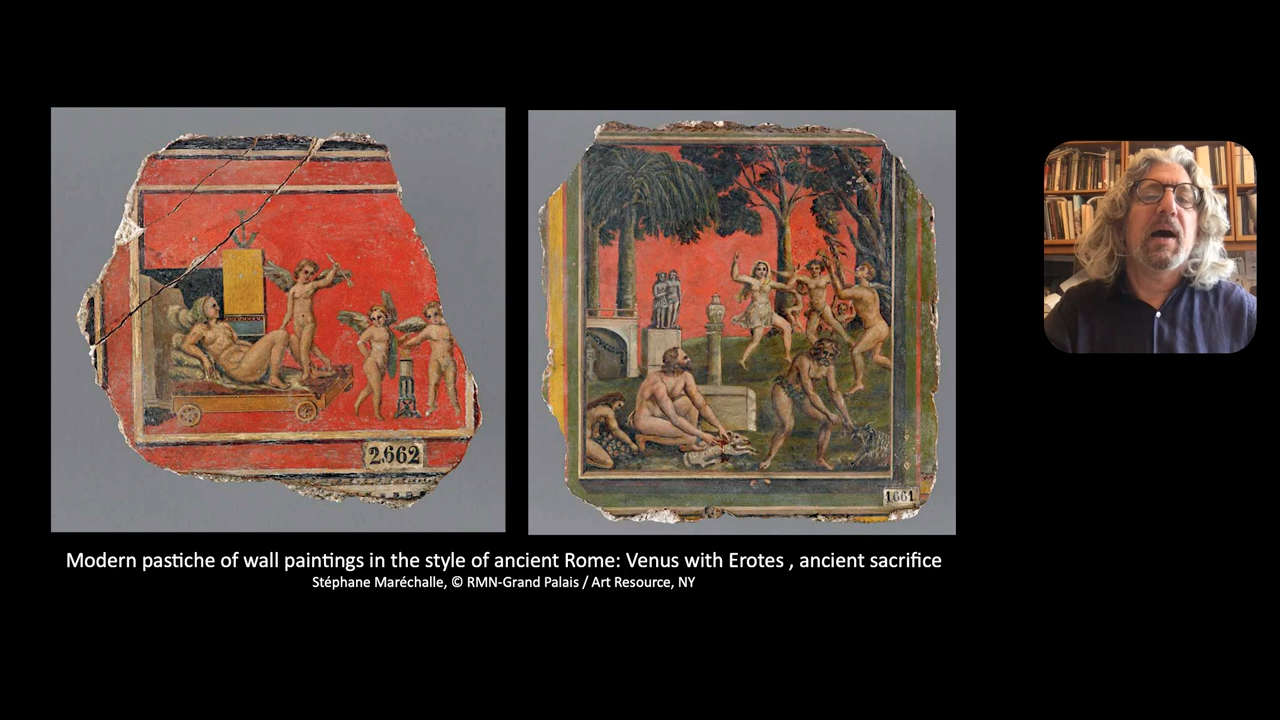 2662
1661
Modern pastiche of wall paintings in the style of ancient Rome: Venus with Erotes , ancient sacrifice
Stéphane Maréchalle, © RMN-Grand Palais / Art Resource, NY